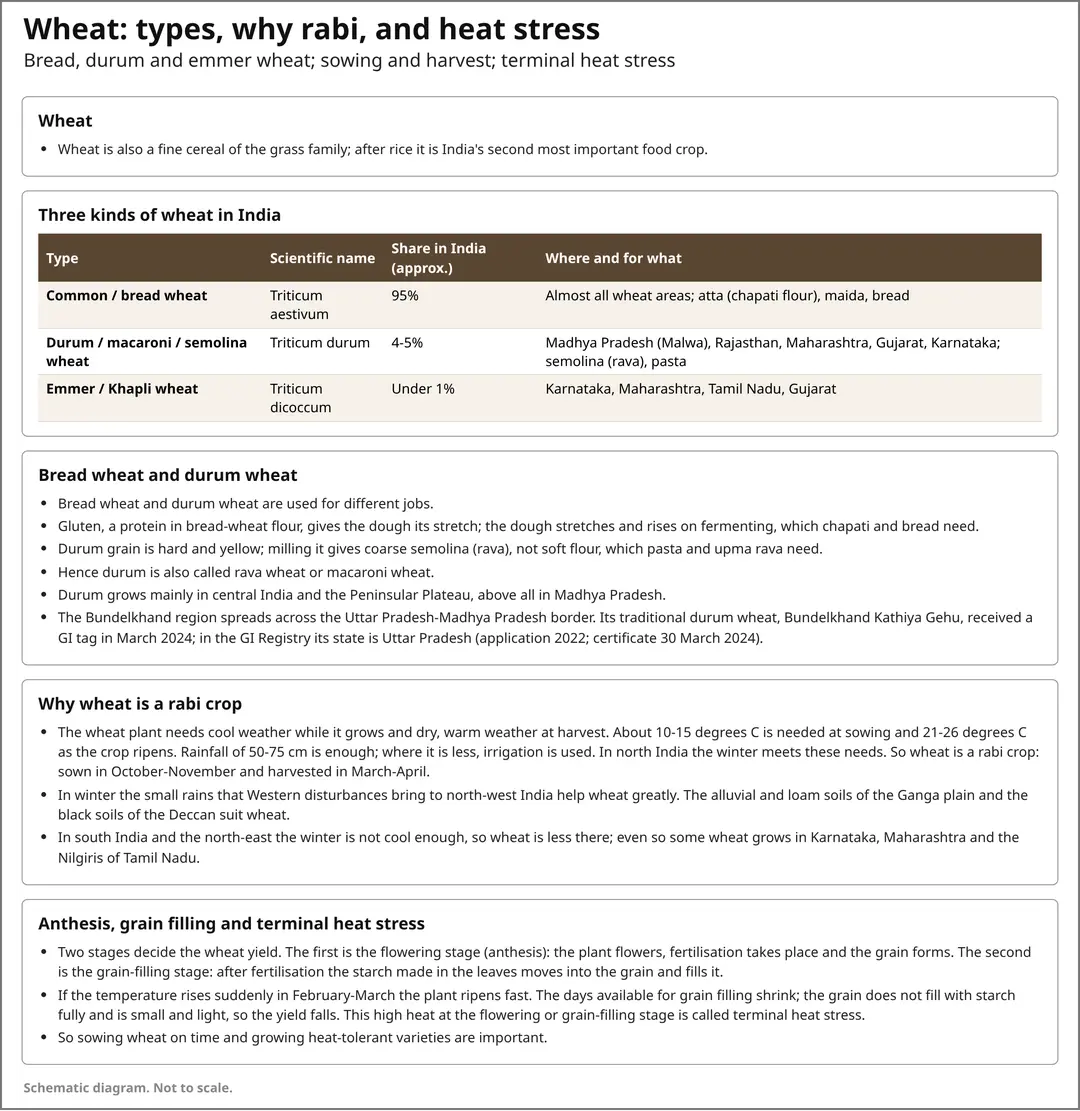 Wheat: types, why rabi, and heat stress
Bread, durum and emmer wheat; sowing and harvest; terminal heat stress
Wheat
• Wheat is also a fine cereal of the grass family; after rice it is India's second most important food crop.
Three kinds of wheat in India
Type Scientific name Share in India (approx.) Where and for what
Common / bread wheat Triticum aestivum 95% Almost all wheat areas; atta (chapati flour), maida, bread
Durum / macaroni / semolina wheat Triticum durum 4-5% Madhya Pradesh (Malwa), Rajasthan, Maharashtra, Gujarat, Karnataka; semolina (rava), pasta
Emmer / Khapli wheat Triticum dicoccum Under 1% Karnataka, Maharashtra, Tamil Nadu, Gujarat
Bread wheat and durum wheat
• Bread wheat and durum wheat are used for different jobs.
• Gluten, a protein in bread-wheat flour, gives the dough its stretch; the dough stretches and rises on fermenting, which chapati and bread need.
• Durum grain is hard and yellow; milling it gives coarse semolina (rava), not soft flour, which pasta and upma rava need.
• Hence durum is also called rava wheat or macaroni wheat.
• Durum grows mainly in central India and the Peninsular Plateau, above all in Madhya Pradesh.
• The Bundelkhand region spreads across the Uttar Pradesh-Madhya Pradesh border. Its traditional durum wheat, Bundelkhand Kathiya Gehu, received a
GI tag in March 2024; in the GI Registry its state is Uttar Pradesh (application 2022; certificate 30 March 2024).
Why wheat is a rabi crop
• The wheat plant needs cool weather while it grows and dry, warm weather at harvest. About 10-15 degrees C is needed at sowing and 21-26 degrees C
as the crop ripens. Rainfall of 50-75 cm is enough; where it is less, irrigation is used. In north India the winter meets these needs. So wheat is a rabi crop:
sown in October-November and harvested in March-April.
• In winter the small rains that Western disturbances bring to north-west India help wheat greatly. The alluvial and loam soils of the Ganga plain and the
black soils of the Deccan suit wheat.
• In south India and the north-east the winter is not cool enough, so wheat is less there; even so some wheat grows in Karnataka, Maharashtra and the
Nilgiris of Tamil Nadu.
Anthesis, grain filling and terminal heat stress
• Two stages decide the wheat yield. The first is the flowering stage (anthesis): the plant flowers, fertilisation takes place and the grain forms. The second
is the grain-filling stage: after fertilisation the starch made in the leaves moves into the grain and fills it.
• If the temperature rises suddenly in February-March the plant ripens fast. The days available for grain filling shrink; the grain does not fill with starch
fully and is small and light, so the yield falls. This high heat at the flowering or grain-filling stage is called terminal heat stress.
• So sowing wheat on time and growing heat-tolerant varieties are important.
Schematic diagram. Not to scale.